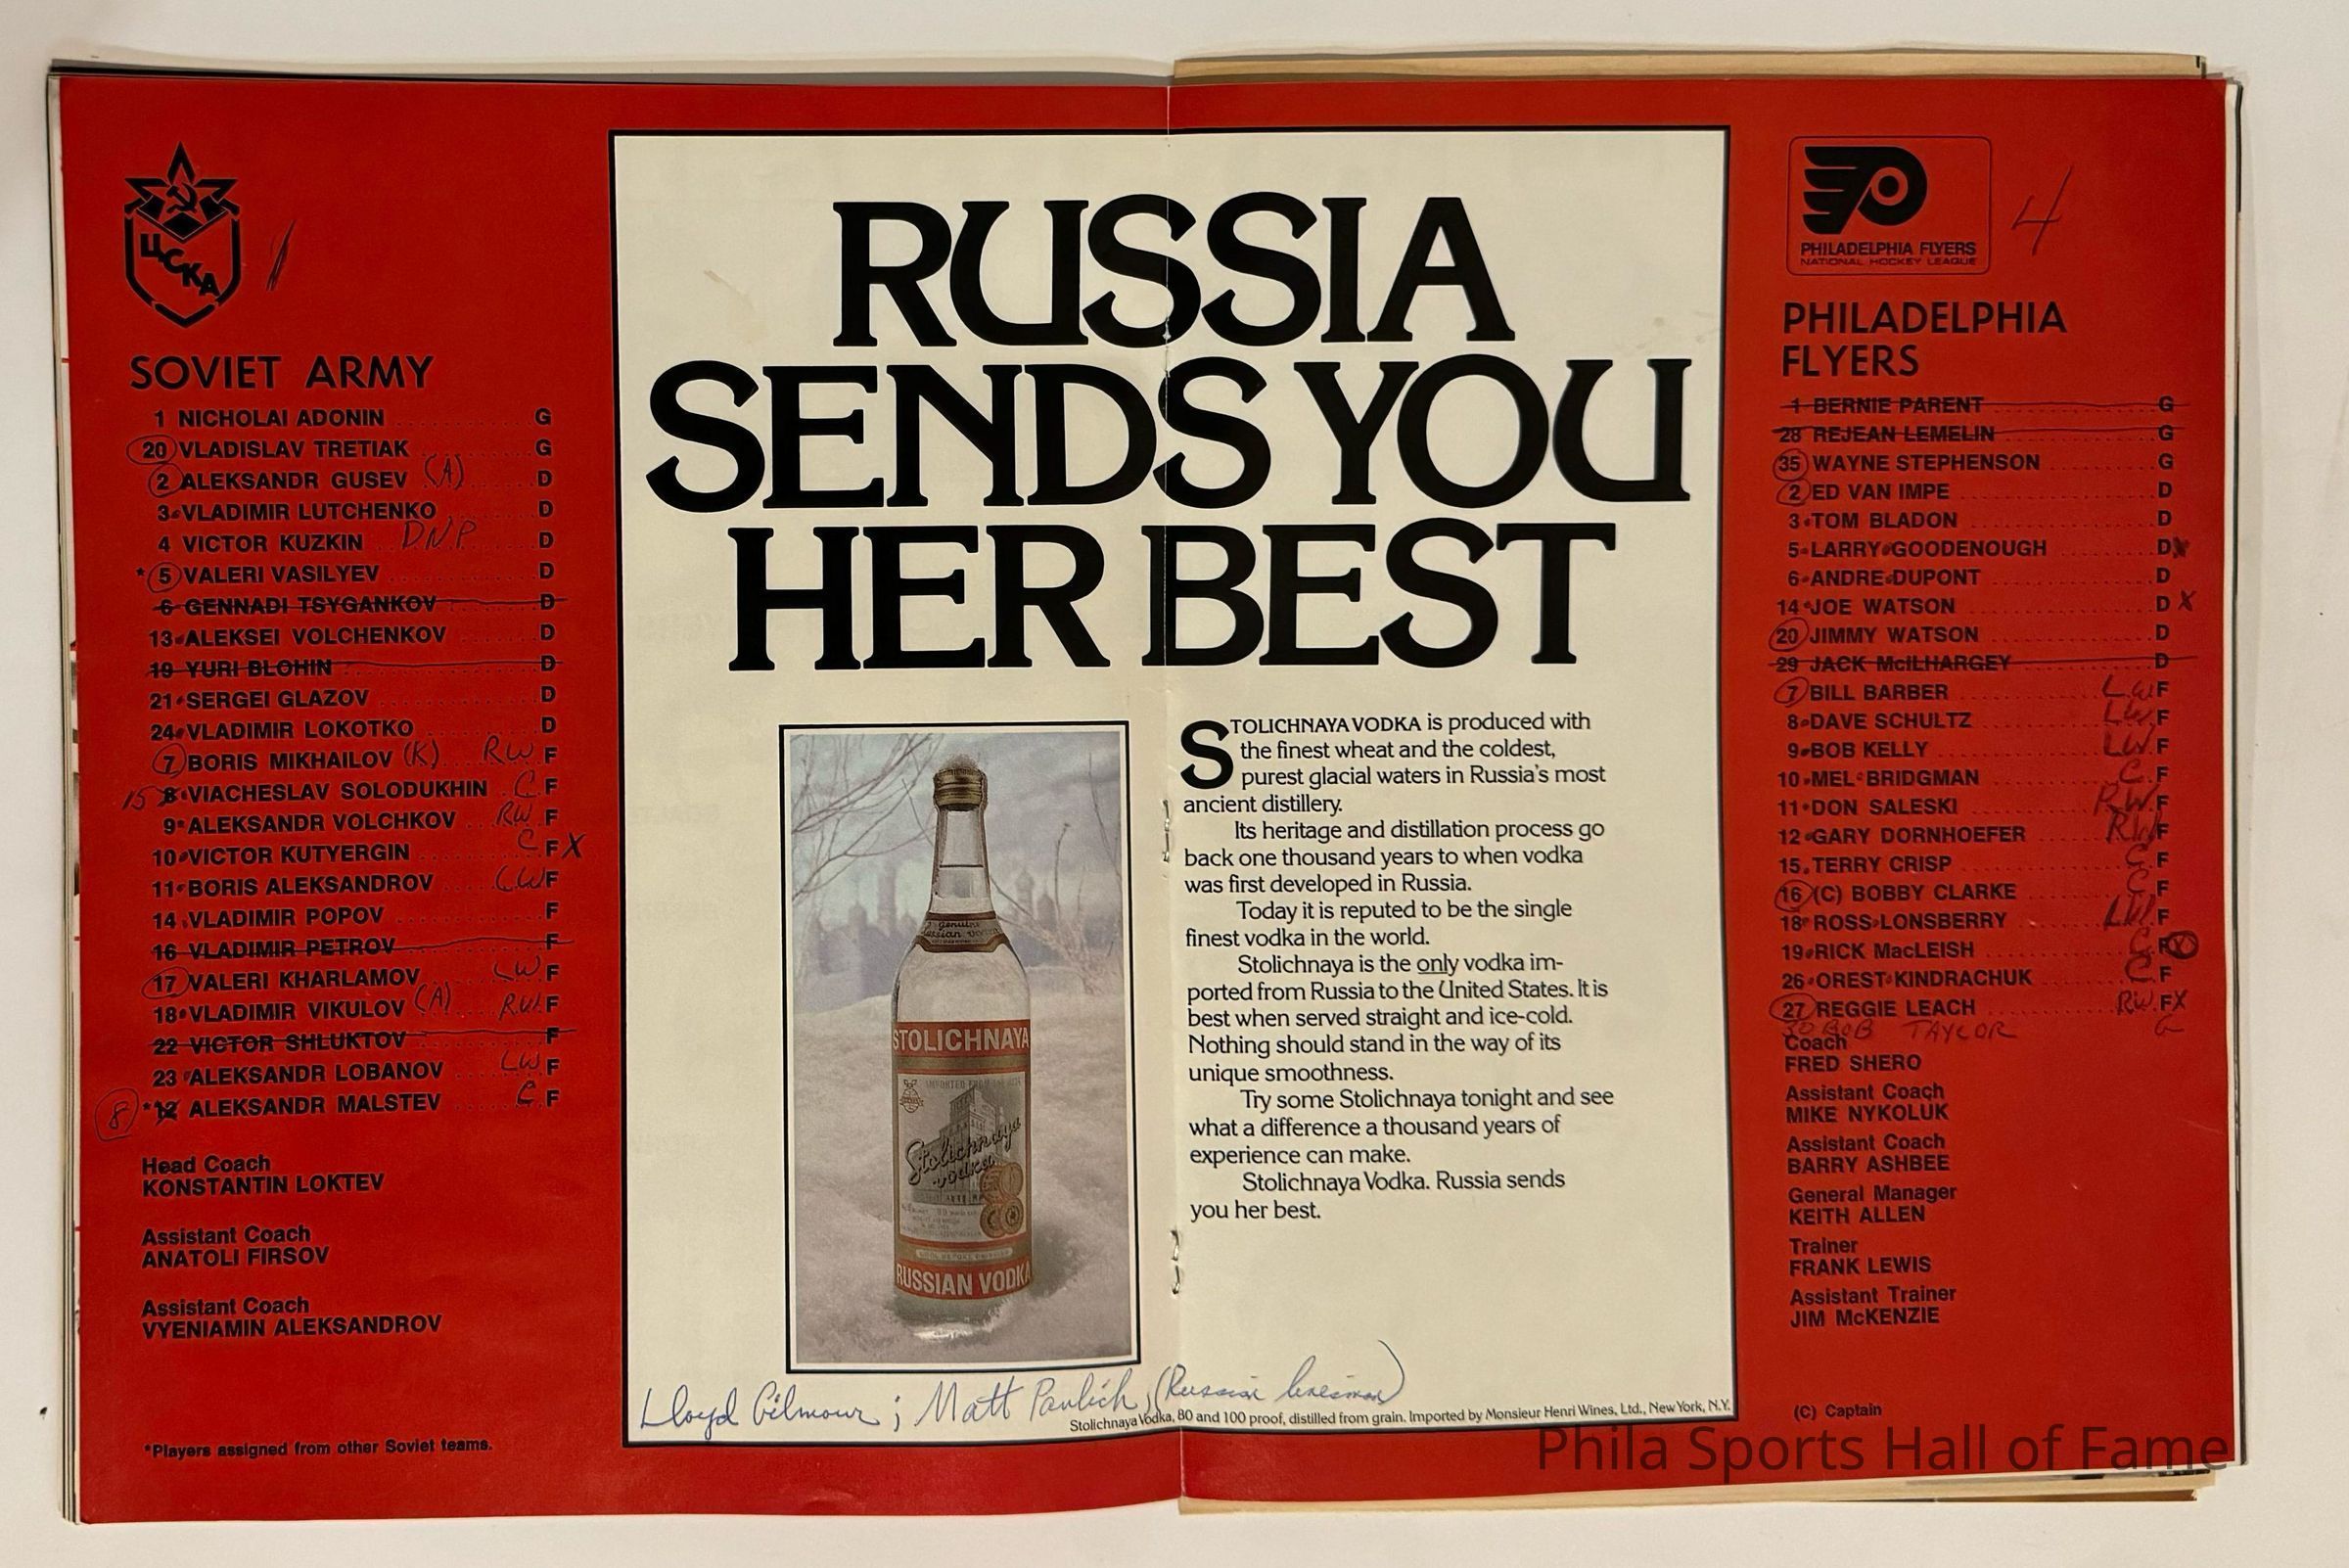 ЦСКА
1
SOVIET ARMY
1 NICHOLAI ADONIN G
20 VLADISLAV TRETIAK G
2 ALEKSANDR GUSEV (A) D
3 VLADIMIR LUTCHENKO D
4 VICTOR KUZKIN DNP D
*5 VALERI VASILYEV D
6 GENNADI TSYGANKOV D
13 ALEKSEI VOLCHENKOV D
19 YURI BLOHIN D
21 SERGEI GLAZOV D
24 VLADIMIR LOKOTKO D
7 BORIS MIKHAILOV (K) RW F
15 8 VIACHESLAV SOLODUKHIN C F
9 ALEKSANDR VOLCHKOV RW F
10 VICTOR KUTYERGIN C F X
11 BORIS ALEKSANDROV LW F
14 VLADIMIR POPOV F
16 VLADIMIR PETROV F
17 VALERI KHARLAMOV LW F
18 VLADIMIR VIKULOV (A) RW F
22 VICTOR SHLUKTOV F
23 ALEKSANDR LOBANOV LW F
8 *12 ALEKSANDR MALSTEV C F
Head Coach
KONSTANTIN LOKTEV
Assistant Coach
ANATOLI FIRSOV
Assistant Coach
VYENIAMIN ALEKSANDROV
*Players assigned from other Soviet teams.
RUSSIA
SENDS YOU
HER BEST
STOLICHNAYA
Stolichnaya
vodka
RUSSIAN VODKA
STOLICHNAYA VODKA is produced with
the finest wheat and the coldest,
purest glacial waters in Russia's most
ancient distillery.
Its heritage and distillation process go
back one thousand years to when vodka
was first developed in Russia.
Today it is reputed to be the single
finest vodka in the world.
Stolichnaya is the only vodka im-
ported from Russia to the United States. It is
best when served straight and ice-cold.
Nothing should stand in the way of its
unique smoothness.
Try some Stolichnaya tonight and see
what a difference a thousand years of
experience can make.
Stolichnaya Vodka. Russia sends
you her best.
Lloyd Gilmour ; Matt Pavlich, (Russian linesman)
Stolichnaya Vodka, 80 and 100 proof, distilled from grain. Imported by Monsieur Henri Wines, Ltd., New York, N.Y.
PHILADELPHIA FLYERS
NATIONAL HOCKEY LEAGUE
4
PHILADELPHIA
FLYERS
1 BERNIE PARENT G
28 REJEAN LEMELIN G
35 WAYNE STEPHENSON G
2 ED VAN IMPE D
3 TOM BLADON D
5 LARRY GOODENOUGH D X
6 ANDRE DUPONT D
14 JOE WATSON D X
20 JIMMY WATSON D
29 JACK McILHARGEY D
7 BILL BARBER LW F
8 DAVE SCHULTZ LW F
9 BOB KELLY LW F
10 MEL BRIDGMAN C F
11 DON SALESKI RW F
12 GARY DORNHOEFER RW F
15 TERRY CRISP C F
16 (C) BOBBY CLARKE C F
18 ROSS LONSBERRY LW F
19 RICK MacLEISH C F X
26 OREST KINDRACHUK C F
27 REGGIE LEACH RW F X
30 BOB TAYLOR G
Coach
FRED SHERO
Assistant Coach
MIKE NYKOLUK
Assistant Coach
BARRY ASHBEE
General Manager
KEITH ALLEN
Trainer
FRANK LEWIS
Assistant Trainer
JIM McKENZIE
(C) Captain
Phila Sports Hall of Fame